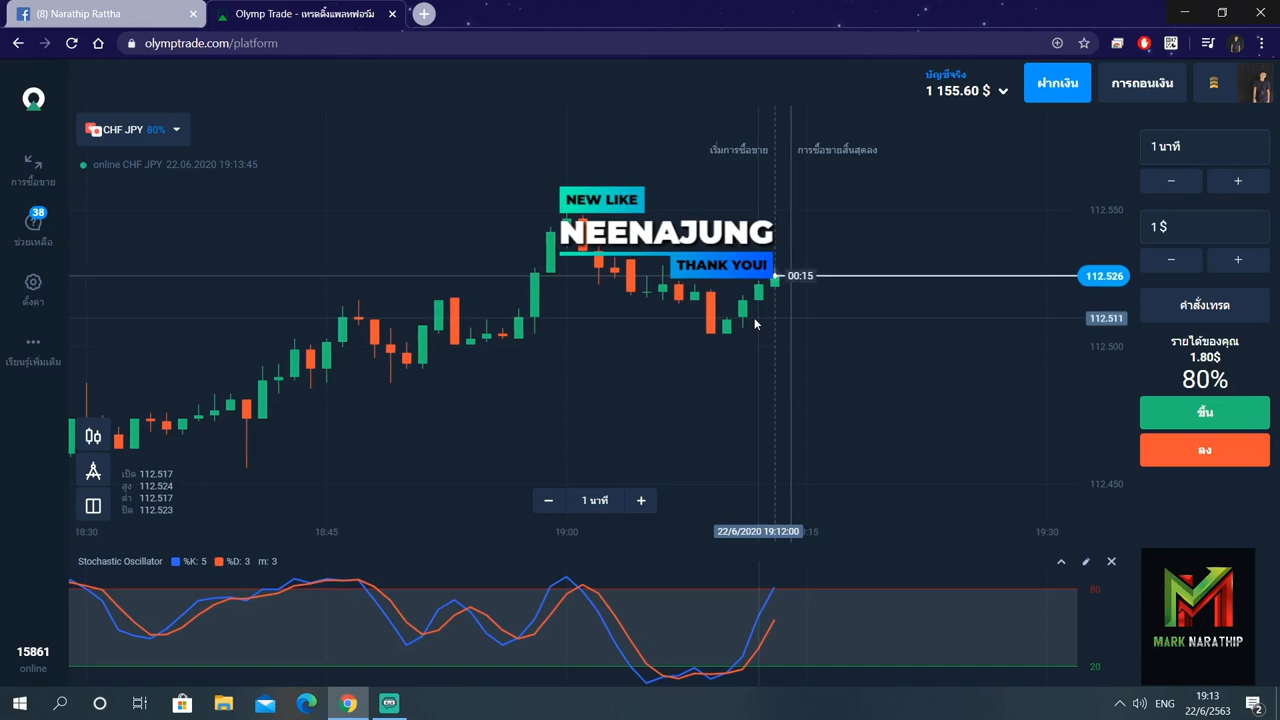 (8) Narathip Rattha
Olymp Trade - เทรดดิ้งแพลทฟอร์ม
olymptrade.com/platform
บัญชีจริง
1 155.60 $
ฝากเงิน
การถอนเงิน
CHF JPY 80%
online CHF JPY 22.06.2020 19:13:45
การซื้อขาย
38
ช่วยเหลือ
ตั้งค่า
เรียนรู้เพิ่มเติม
15861
online
เริ่มการซื้อขาย
การซื้อขายสิ้นสุดลง
NEW LIKE
NEENAJUNG
THANK YOU!
00:15
112.550
112.526
112.511
112.500
112.450
เปิด 112.517
สูง 112.524
ต่ำ 112.517
ปิด 112.523
1 นาที
18:30
18:45
19:00
22/6/2020 19:12:00
:15
19:30
Stochastic Oscillator %K: 5 %D: 3 m: 3
80
20
1 นาที
1 $
คำสั่งเทรด
รายได้ของคุณ
1.80$
80%
ขึ้น
ลง
MARK NARATHIP
ENG
19:13
22/6/2563
2